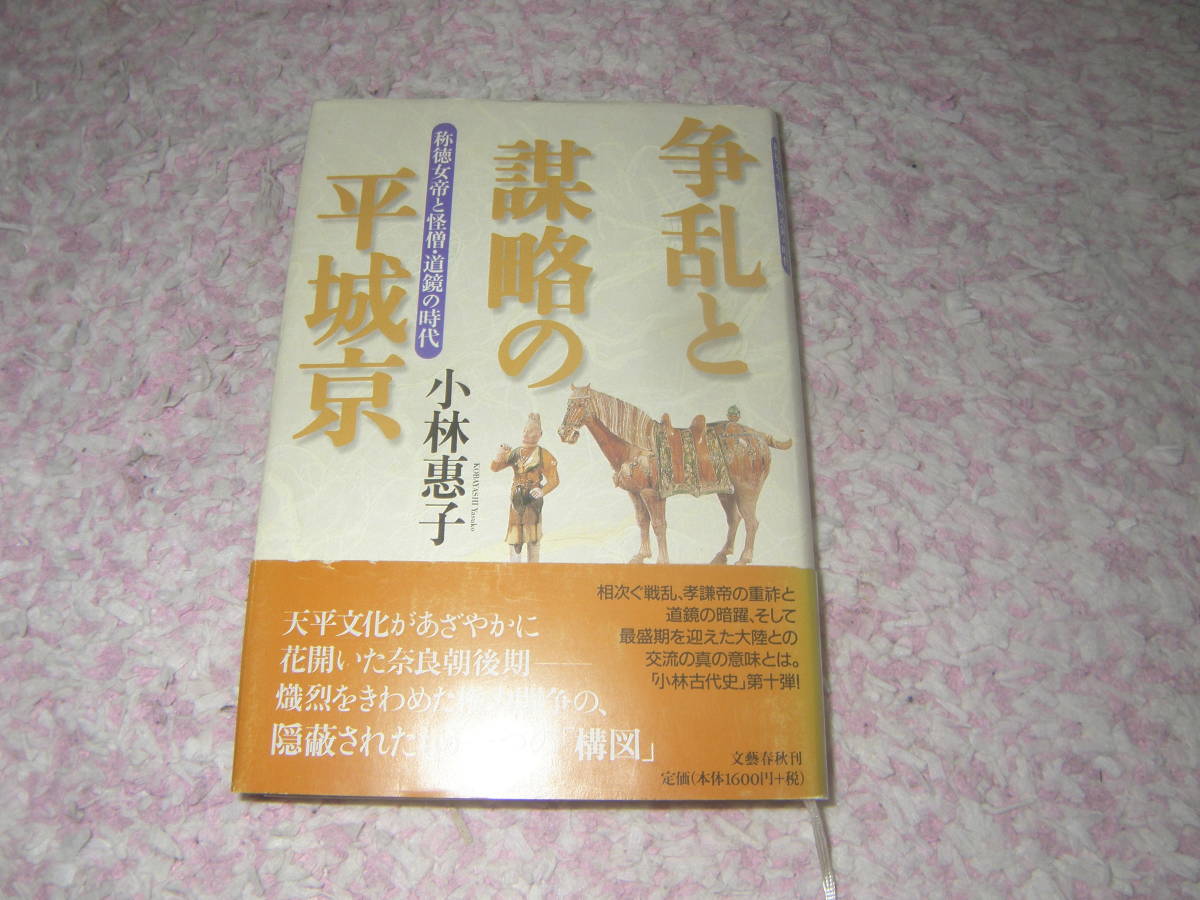 争乱と
謀略の
平城京
称徳女帝と怪僧・道鏡の時代
小林惠子
KOBAYASHI Yasuko
天平文化があざやかに
花開いた奈良朝後期――
熾烈をきわめた
の、
隠蔽された
の「構図」
相次ぐ戦乱、孝謙帝の重祚と
道鏡の暗躍、そして
最盛期を迎えた大陸との
交流の真の意味とは。
「小林古代史」第十弾!
文藝春秋刊
定価(本体1600円+税)